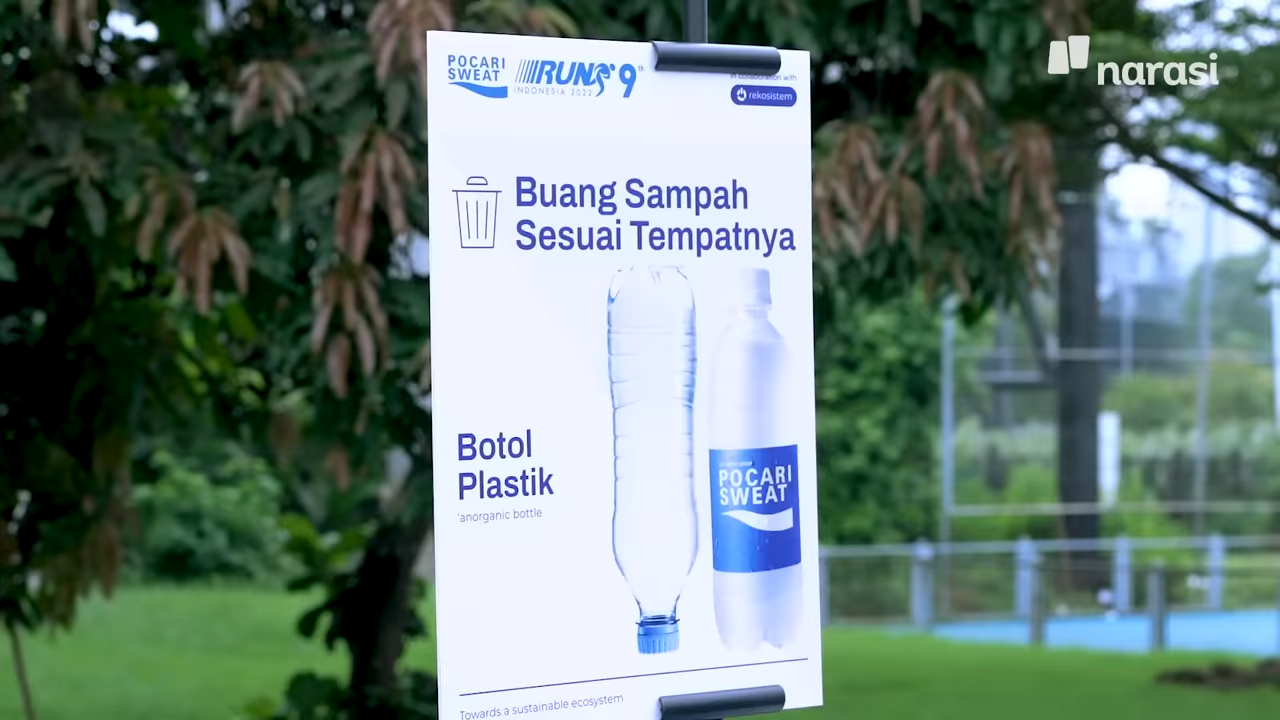 POCARI
SWEAT
RUN 9th
INDONESIA 2022
in collaboration with
rekosistem
narasi
Buang Sampah
Sesuai Tempatnya
Botol
Plastik
*anorganic bottle
POCARI
SWEAT
Towards a sustainable ecosystem